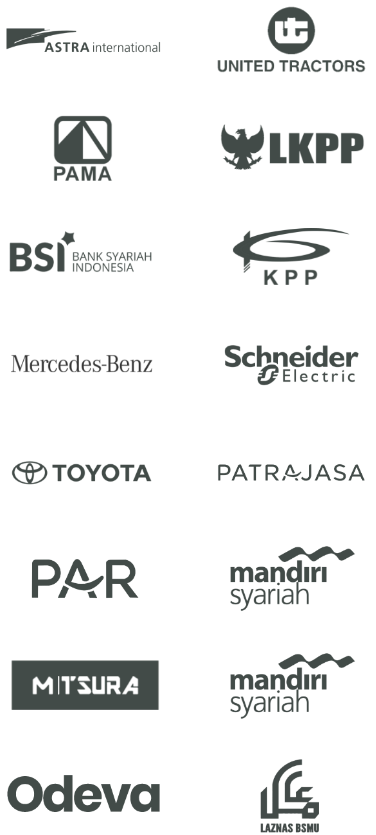 ASTRA international
UT
UNITED TRACTORS
PAMA
LKPP
BSI BANK SYARIAH
INDONESIA
KPP
Mercedes-Benz
Schneider
Electric
TOYOTA
PATRAJASA
PAR
mandiri
syariah
MITSURA
mandiri
syariah
Odeva
LAZNAS BSMU